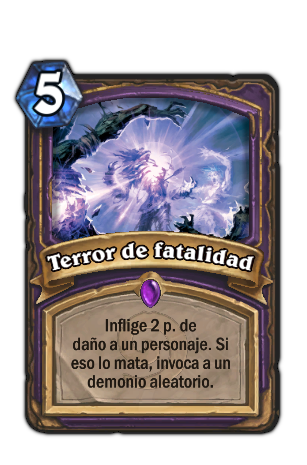 5
Terror de fatalidad
Inflige 2 p. de
daño a un personaje. Si
eso lo mata, invoca a un
demonio aleatorio.